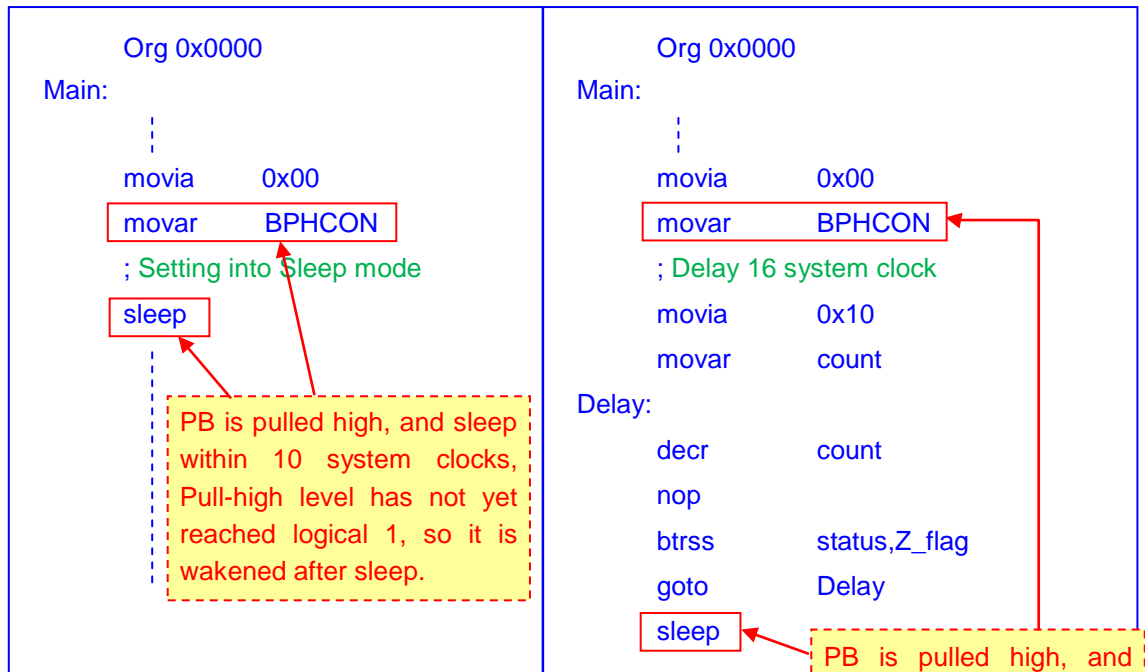 Org 0x0000
Main:
movia 0x00
movar BPHCON
; Setting into Sleep mode
sleep
PB is pulled high, and sleep
within 10 system clocks,
Pull-high level has not yet
reached logical 1, so it is
wakened after sleep.
Org 0x0000
Main:
movia 0x00
movar BPHCON
; Delay 16 system clock
movia 0x10
movar count
Delay:
decr count
nop
btrss status,Z_flag
goto Delay
sleep
PB is pulled high, and